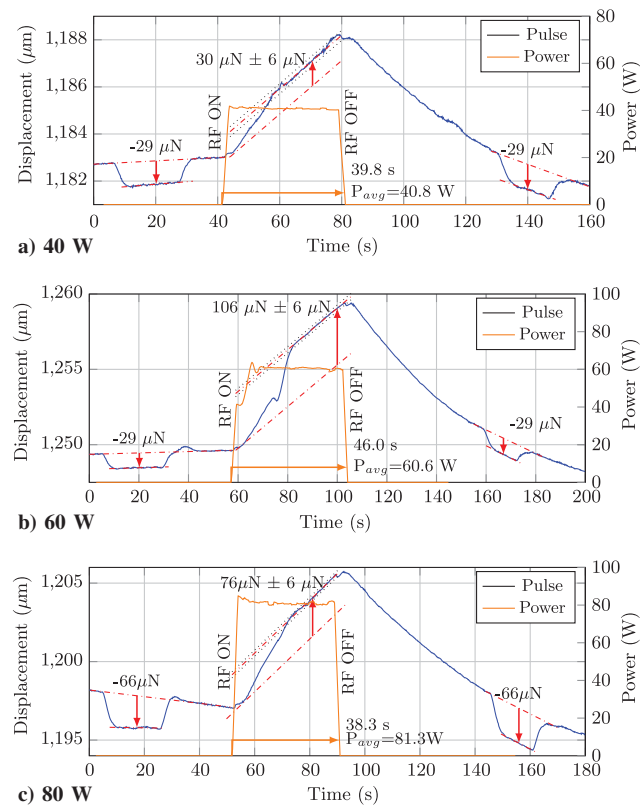 1,188
1,186
1,184
1,182
Displacement (μm)
80
70
60
50
40
30
20
10
0
Power (W)
Pulse
Power
30 μN ± 6 μN
-29 μN
-29 μN
RF ON
RF OFF
39.8 s
P_avg=40.8 W
0 20 40 60 80 100 120 140 160
Time (s)
a) 40 W
1,260
1,255
1,250
Displacement (μm)
100
80
60
40
20
0
Power (W)
Pulse
Power
106 μN ± 6 μN
-29 μN
-29 μN
RF ON
RF OFF
46.0 s
P_avg=60.6 W
0 20 40 60 80 100 120 140 160 180 200
Time (s)
b) 60 W
1,205
1,200
1,195
Displacement (μm)
100
80
60
40
20
0
Power (W)
Pulse
Power
76μN ± 6 μN
-66μN
-66μN
RF ON
RF OFF
38.3 s
P_avg=81.3W
0 20 40 60 80 100 120 140 160 180
Time (s)
c) 80 W